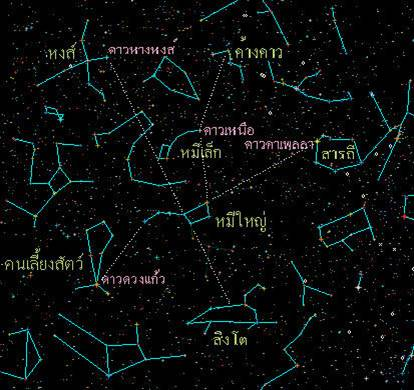 หงส์
ดาวหางหงส์
ค้างคาว
ดาวเหนือ
หมีเล็ก
ดาวคาเพลลา
สารถี
หมีใหญ่
คนเลี้ยงสัตว์
ดาวดวงแก้ว
สิงโต